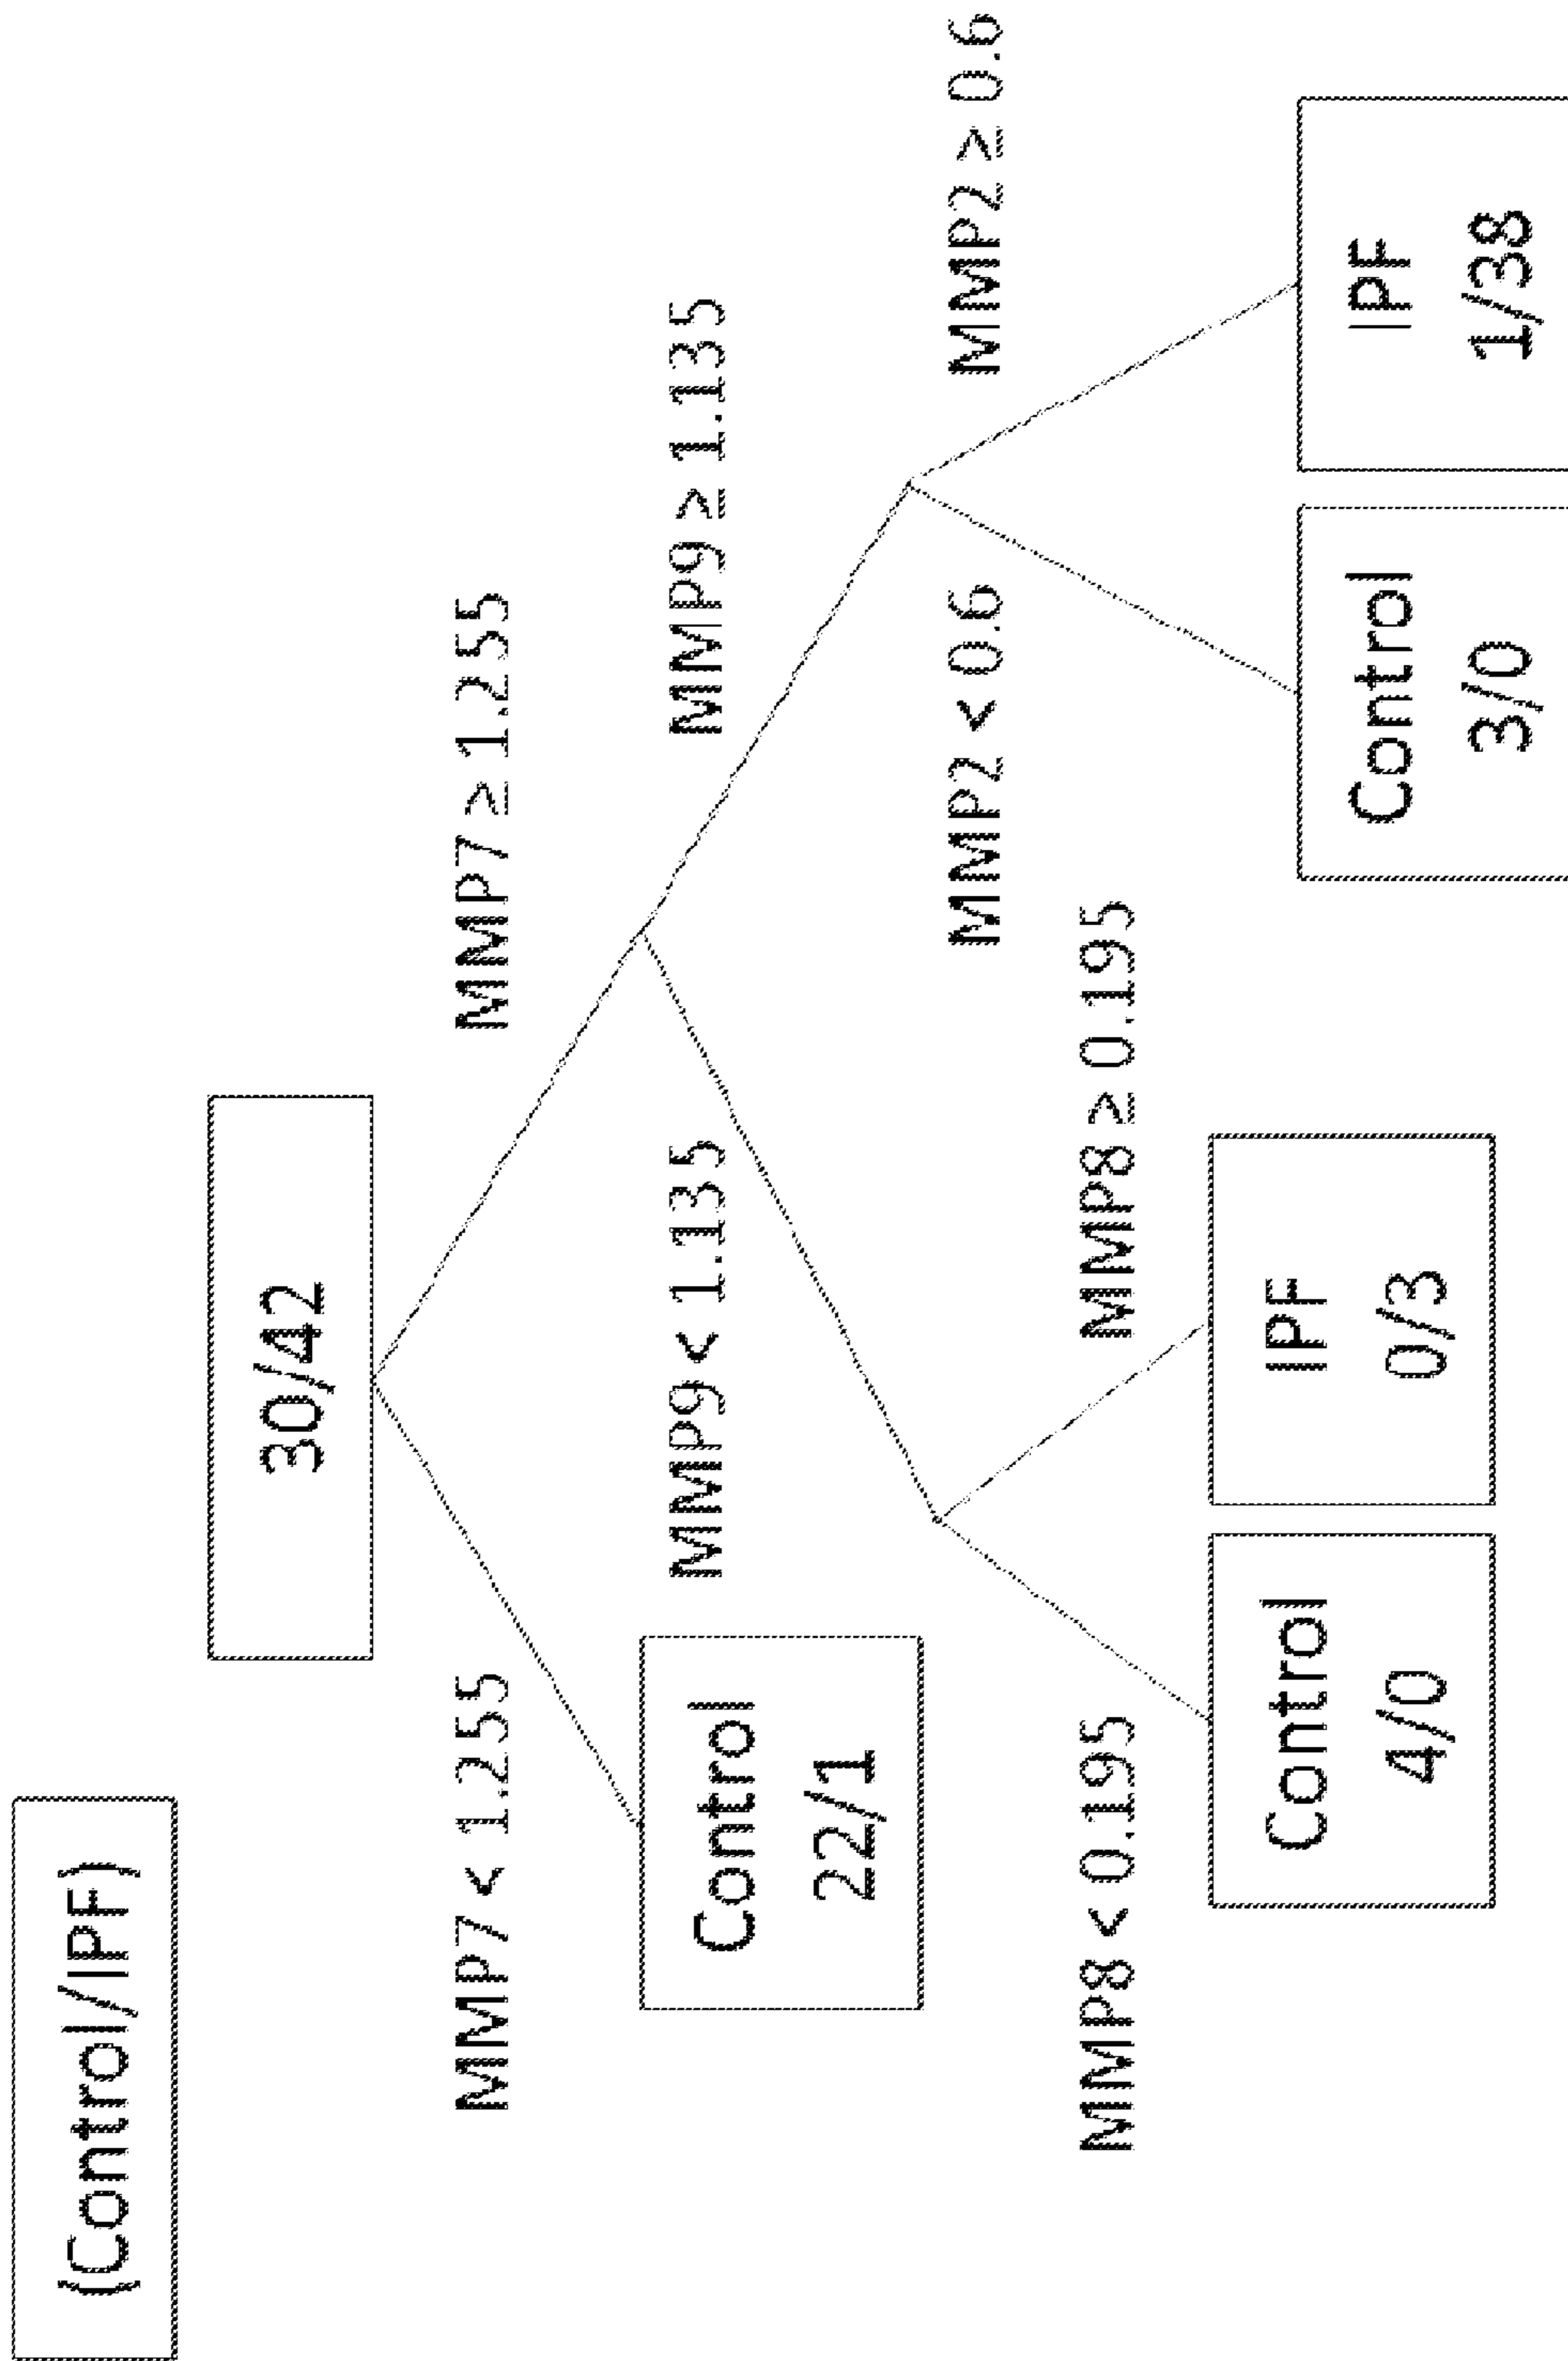 (Control/IPF)
30/42
MMP7 < 1.255
MMP7 ≥ 1.255
Control
22/1
MMP9 < 1.135
MMP9 ≥ 1.135
MMP8 < 0.195
MMP8 ≥ 0.195
MMP2 < 0.6
MMP2 ≥ 0.6
Control
4/0
IPF
0/3
Control
3/0
IPF
1/38